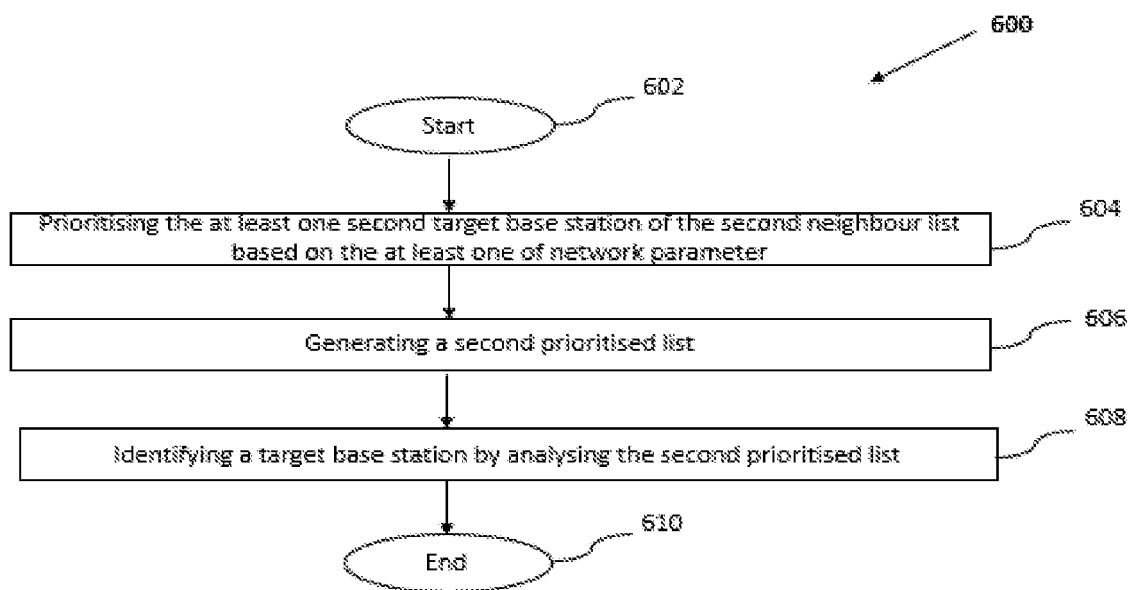 600
602
Start
604
Prioritising the at least one second target base station of the second neighbour list
based on the at least one of network parameter
606
Generating a second prioritised list
608
Identifying a target base station by analysing the second prioritised list
610
End